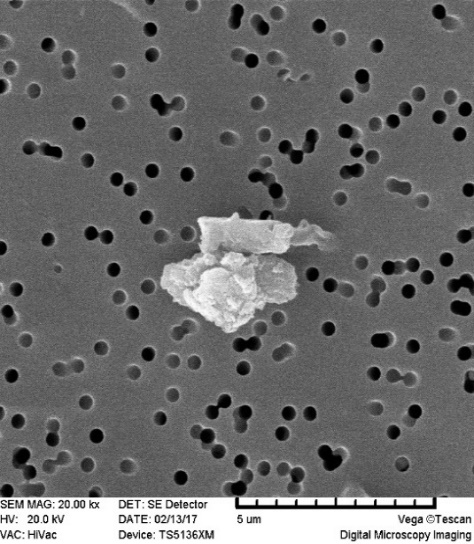 SEM MAG: 20.00 kx DET: SE Detector
HV: 20.0 kV DATE: 02/13/17 5 um Vega ©Tescan
VAC: HiVac Device: TS5136XM Digital Microscopy Imaging